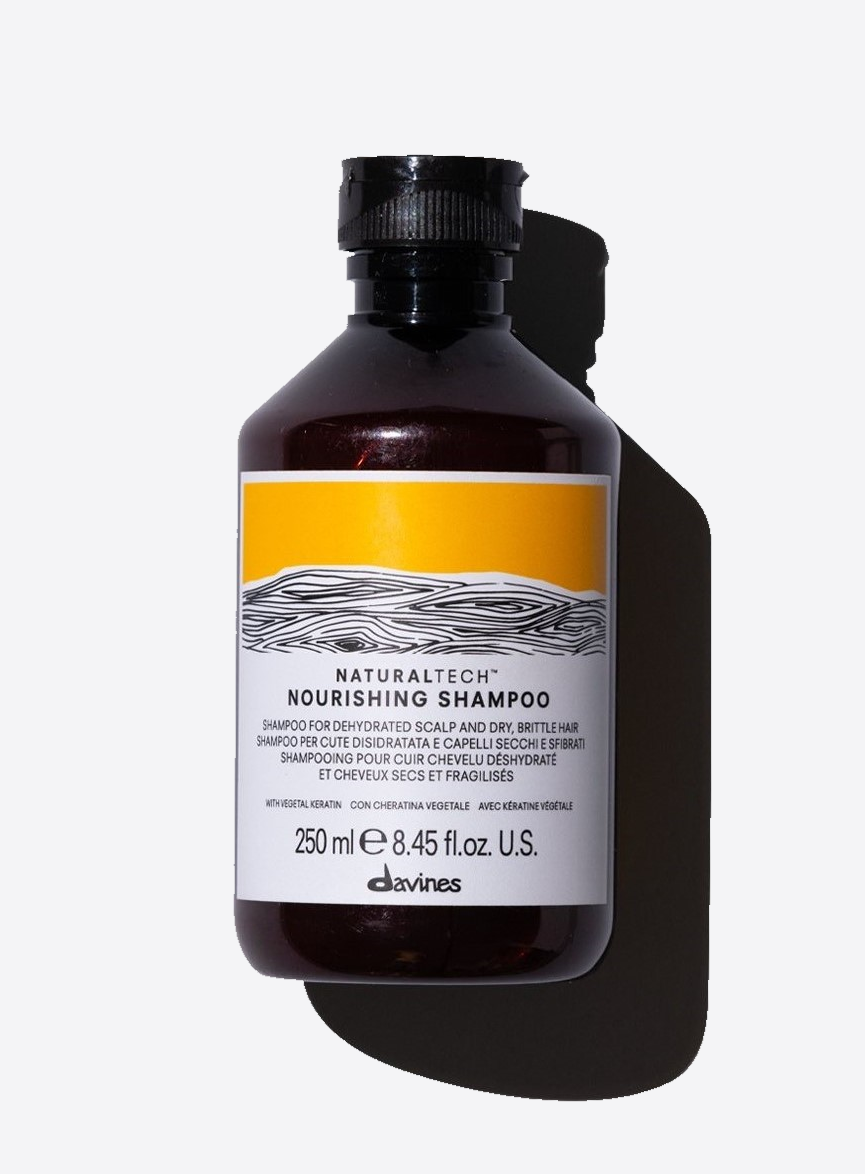 NATURALTECH™
NOURISHING SHAMPOO
SHAMPOO FOR DEHYDRATED SCALP AND DRY, BRITTLE HAIR
SHAMPOO PER CUTE DISIDRATATA E CAPELLI SECCHI E SFIBRATI
SHAMPOOING POUR CUIR CHEVELU DÉSHYDRATÉ
ET CHEVEUX SECS ET FRAGILISÉS
WITH VEGETAL KERATIN CON CHERATINA VEGETALE AVEC KÉRATINE VÉGÉTALE
250 ml ℮ 8.45 fl.oz. U.S.
davines